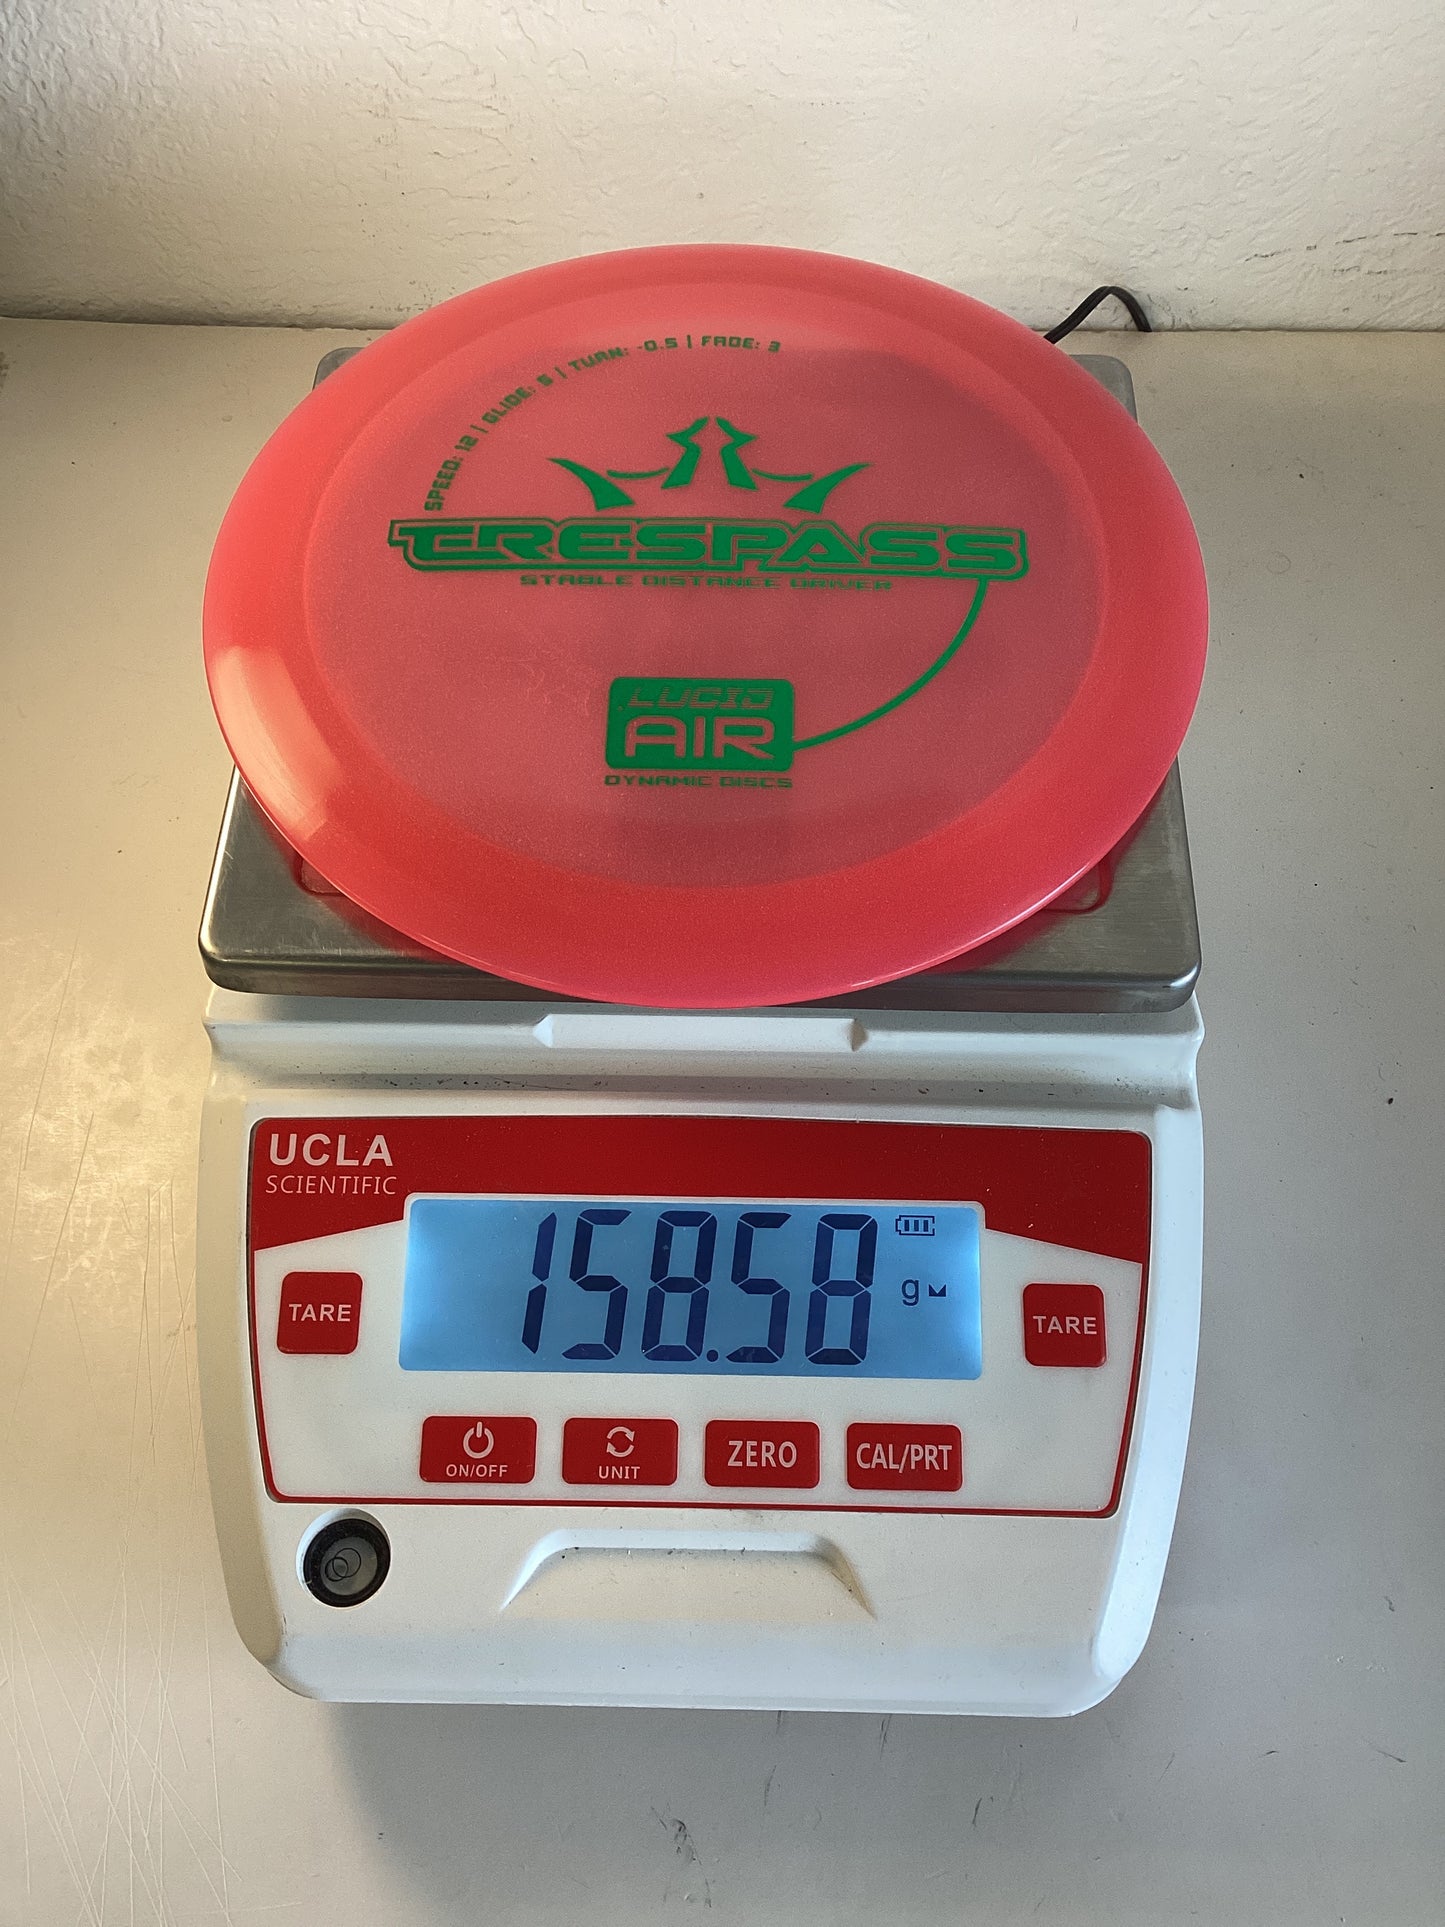 SPEED: 12 | GLIDE: 5 | TURN: -0.5 | FADE: 3
TRESPASS
STABLE DISTANCE DRIVER
LUCID
AIR
DYNAMIC DISCS
UCLA
SCIENTIFIC
158.58
g
TARE
TARE
ON/OFF
UNIT
ZERO
CAL/PRT